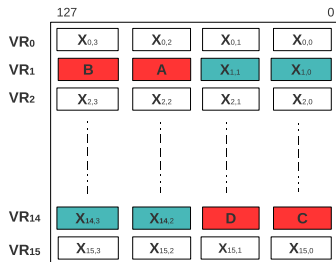 127 0
VR0 X0,3 X0,2 X0,1 X0,0
VR1 B A X1,1 X1,0
VR2 X2,3 X2,2 X2,1 X2,0
VR14 X14,3 X14,2 D C
VR15 X15,3 X15,2 X15,1 X15,0